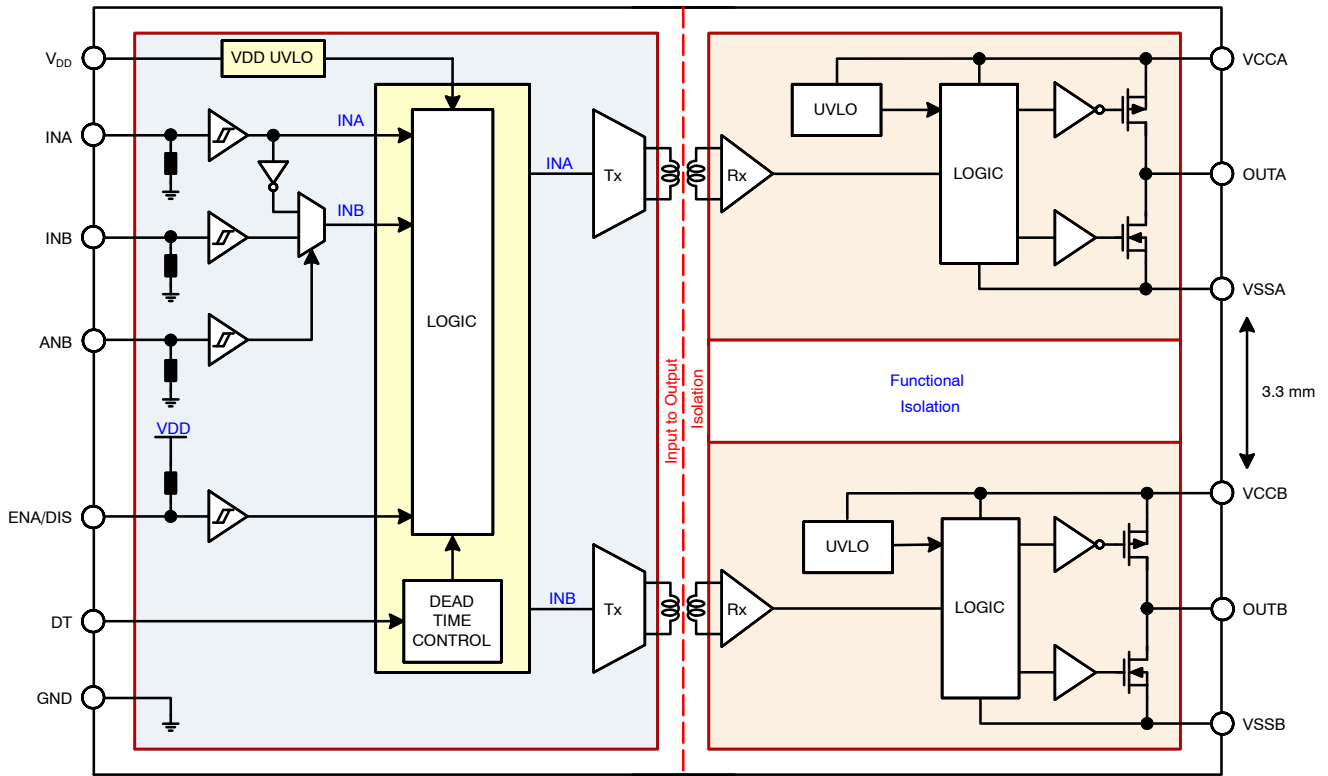 V_DD
VDD UVLO
INA
INA
INB
INB
ANB
VDD
ENA/DIS
DT
GND
LOGIC
DEAD
TIME
CONTROL
INA
Tx
INB
Tx
Input to Output
Isolation
Rx
UVLO
LOGIC
VCCA
OUTA
VSSA
Functional
Isolation
3.3 mm
Rx
UVLO
LOGIC
VCCB
OUTB
VSSB